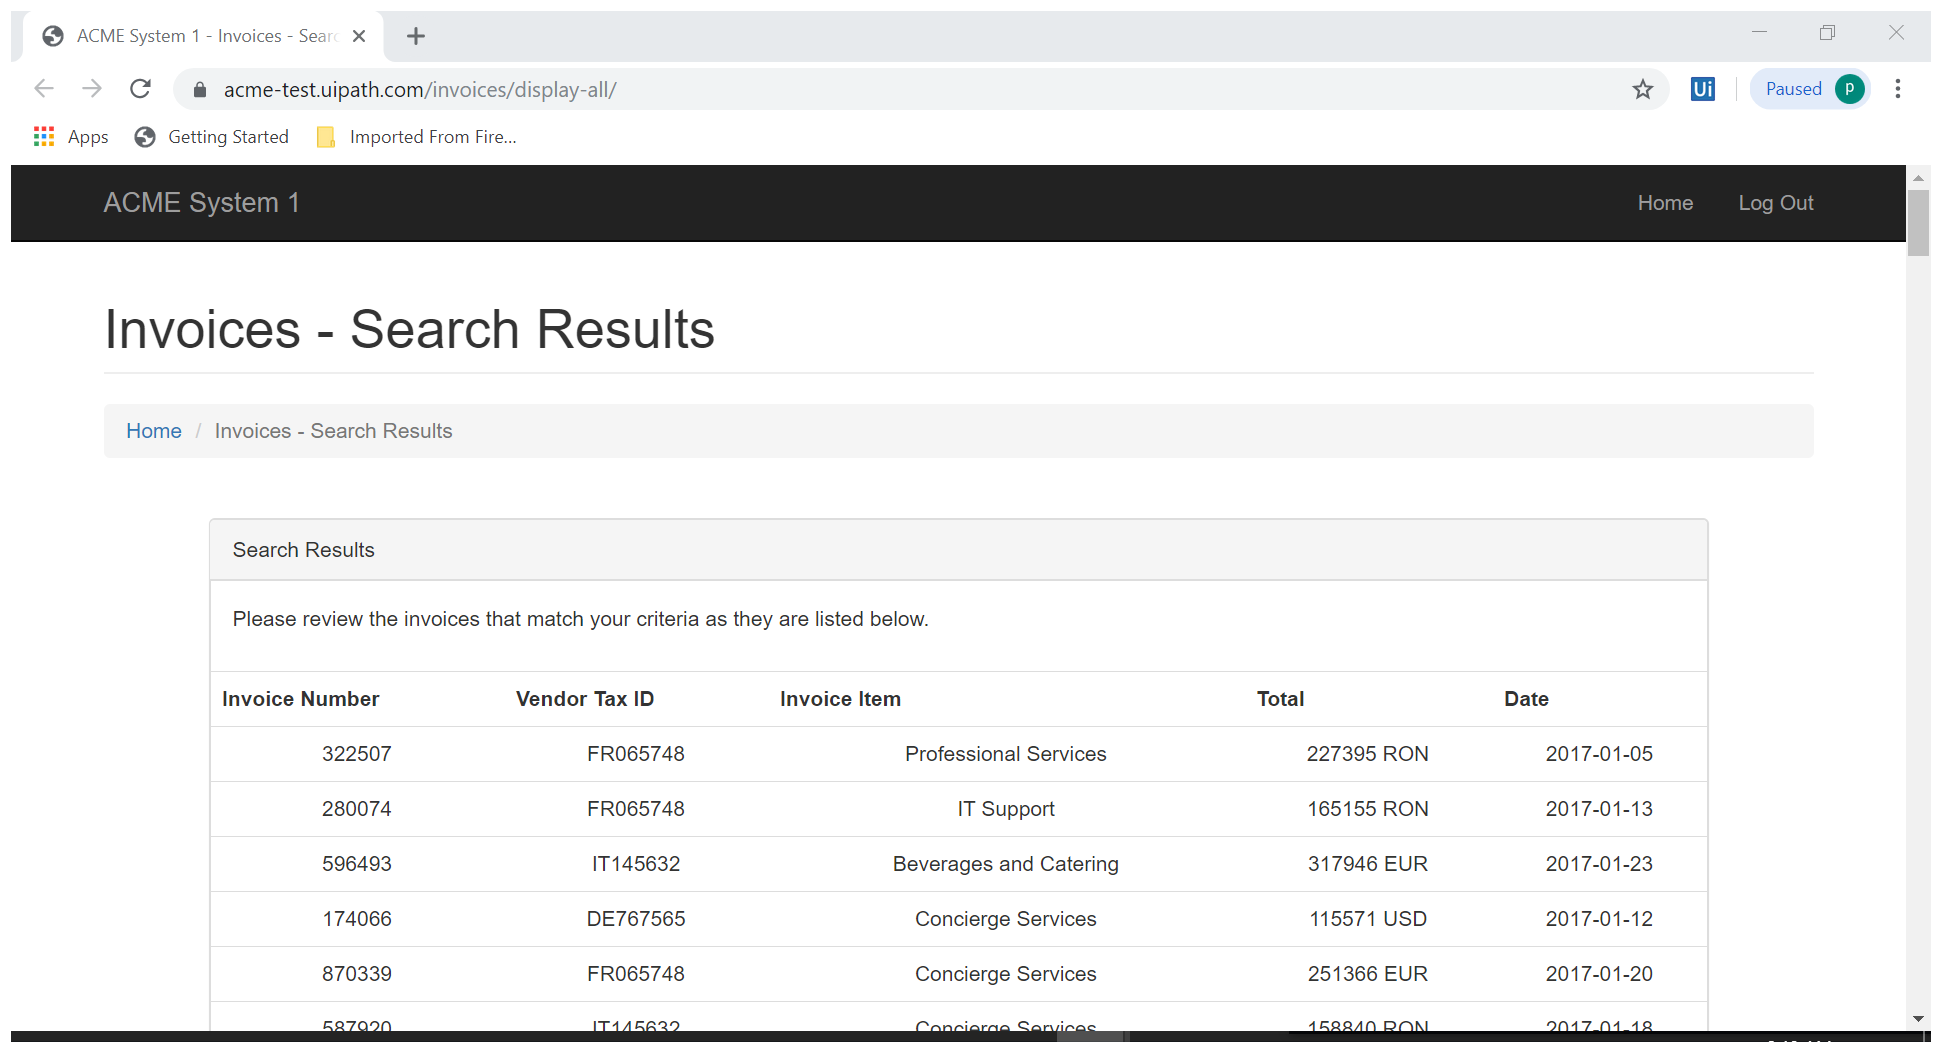 ACME System 1 - Invoices - Sear
acme-test.uipath.com/invoices/display-all/
Ui
Paused
P
Apps
Getting Started
Imported From Fire...
ACME System 1
Home
Log Out
Invoices - Search Results
Home / Invoices - Search Results
Search Results
Please review the invoices that match your criteria as they are listed below.
Invoice Number Vendor Tax ID Invoice Item Total Date
322507 FR065748 Professional Services 227395 RON 2017-01-05
280074 FR065748 IT Support 165155 RON 2017-01-13
596493 IT145632 Beverages and Catering 317946 EUR 2017-01-23
174066 DE767565 Concierge Services 115571 USD 2017-01-12
870339 FR065748 Concierge Services 251366 EUR 2017-01-20
587920 IT145632 Concierge Services 158840 RON 2017-01-18